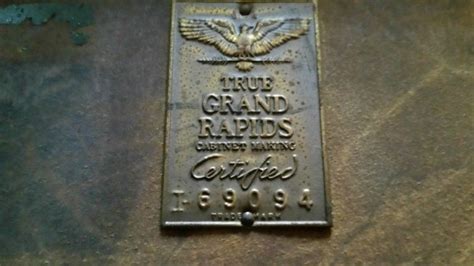 TRUE
GRAND
RAPIDS
CABINET MAKING
Certified
I-69094
TRADE MARK